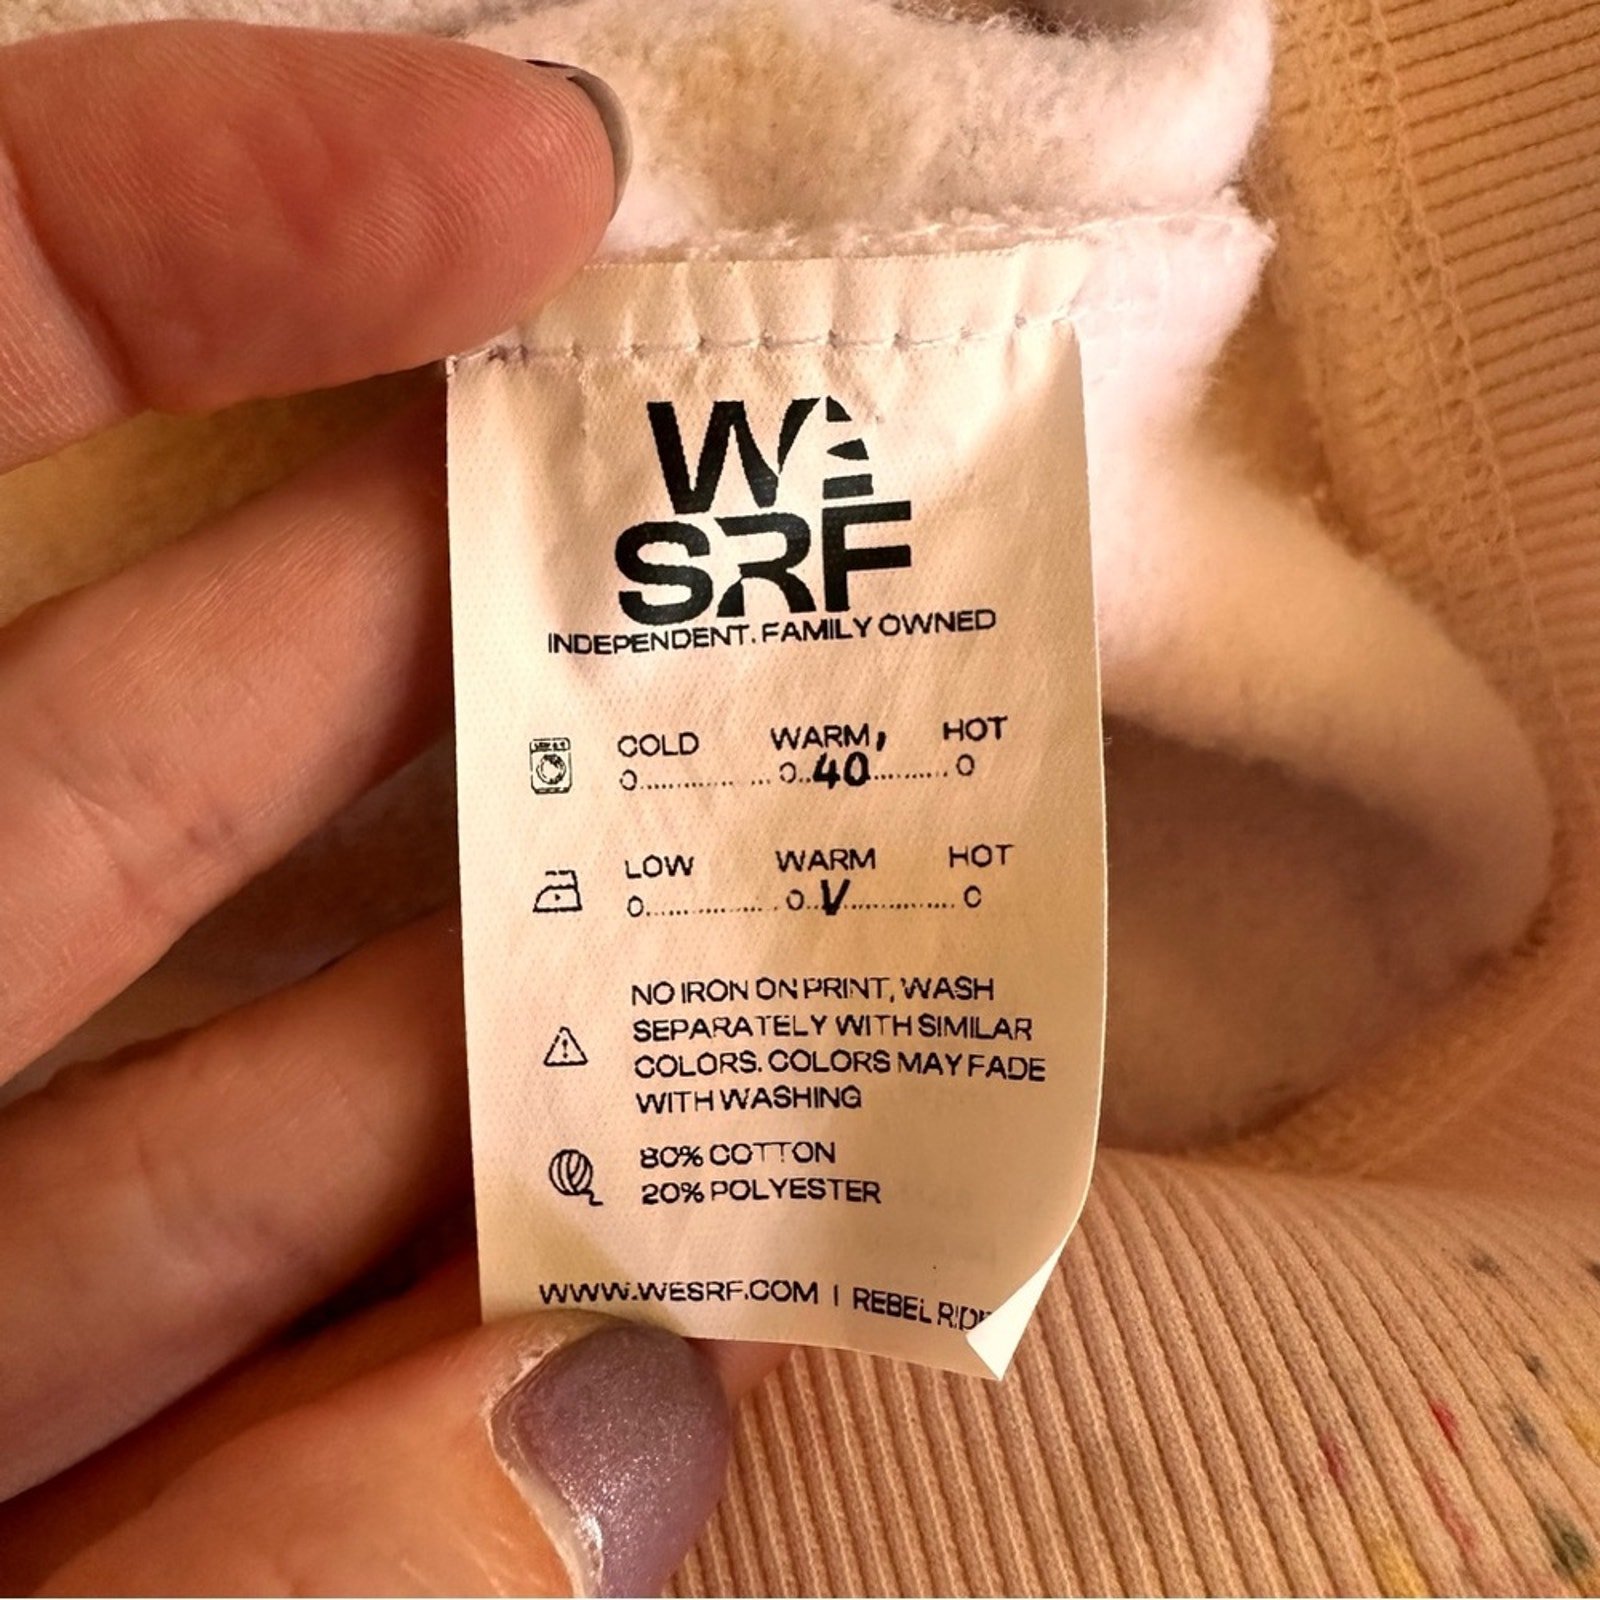 WE
SRF
INDEPENDENT. FAMILY OWNED
COLD WARM, HOT
O.................O..40..........O
LOW WARM HOT
O.................O..V...............O
NO IRON ON PRINT, WASH
SEPARATELY WITH SIMILAR
COLORS. COLORS MAY FADE
WITH WASHING
80% COTTON
20% POLYESTER
WWW.WESRF.COM | REBEL